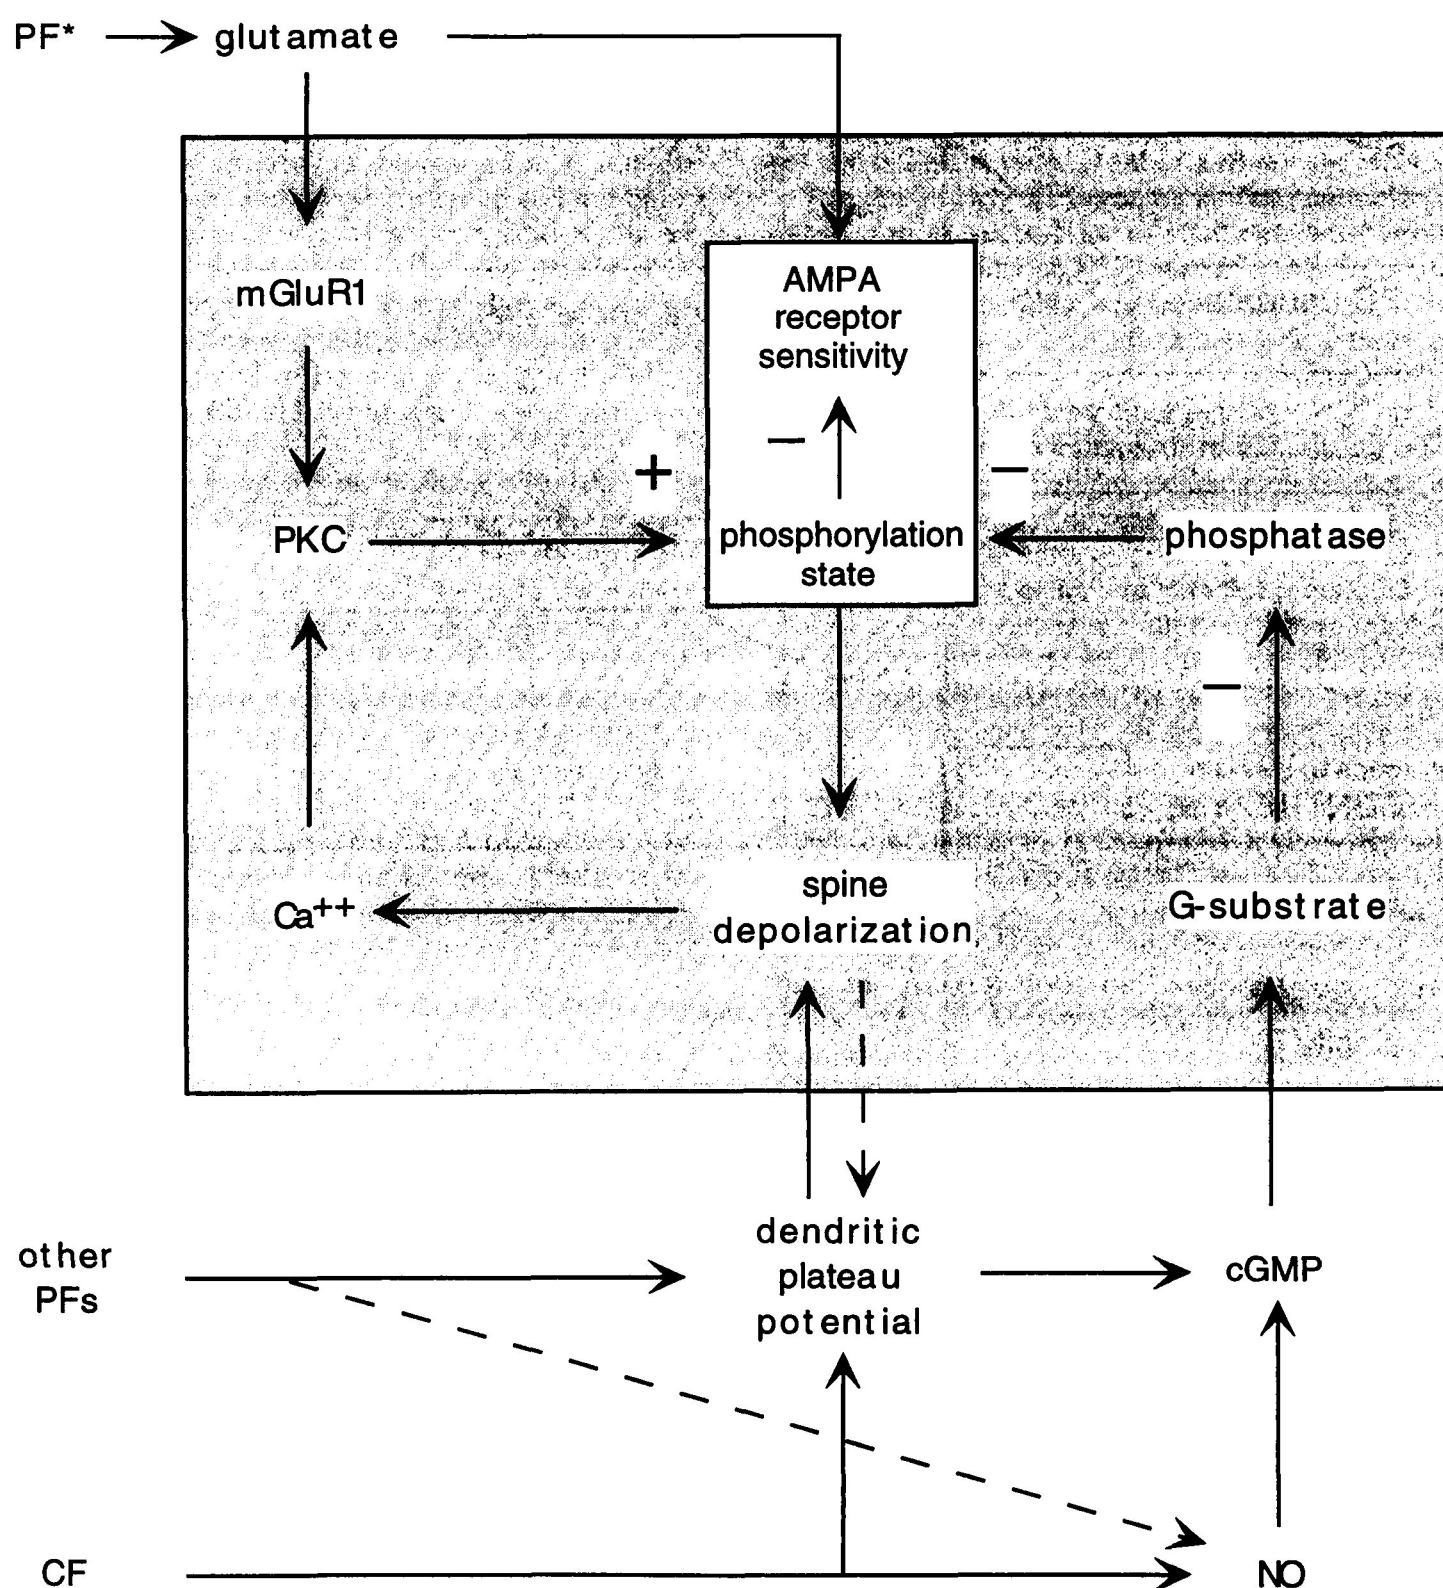 PF*
glutamate
mGluR1
AMPA
receptor
sensitivity
−
+
−
PKC
phosphorylation
state
phosphatase
−
Ca++
spine
depolarization
G-substrate
other
PFs
dendritic
plateau
potential
cGMP
CF
NO